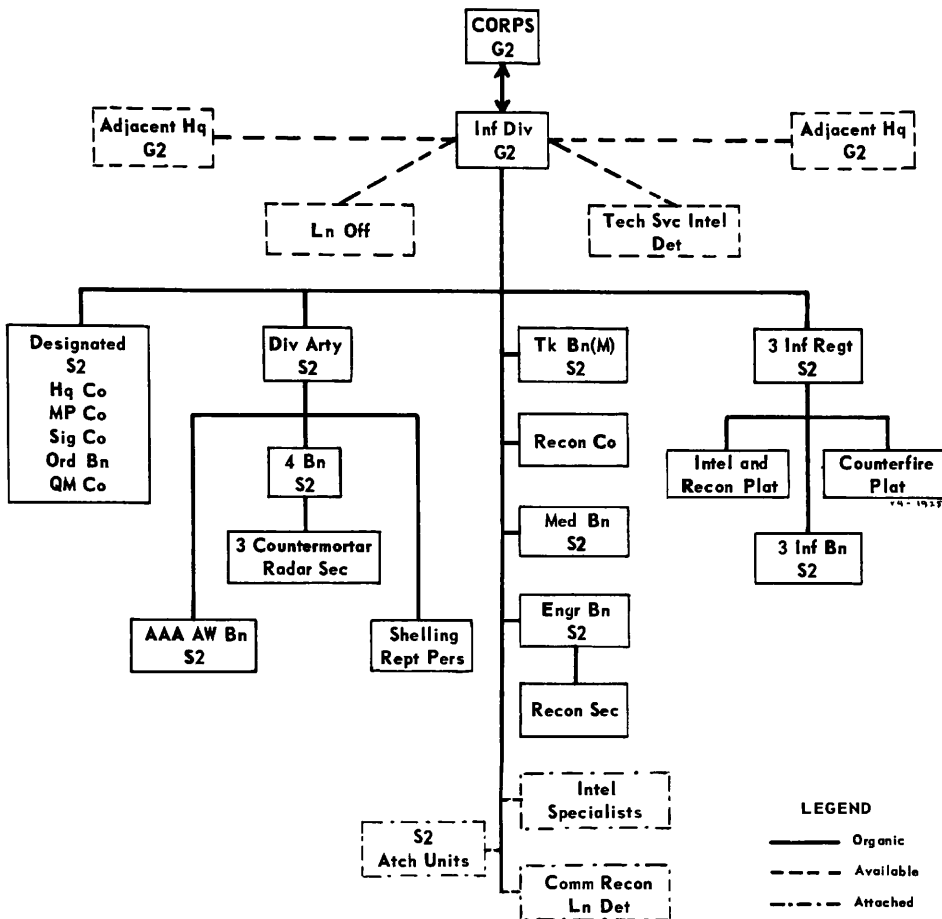 CORPS
G2
Adjacent Hq
G2
Inf Div
G2
Adjacent Hq
G2
Ln Off
Tech Svc Intel
Det
Designated
S2
Hq Co
MP Co
Sig Co
Ord Bn
QM Co
Div Arty
S2
Tk Bn(M)
S2
3 Inf Regt
S2
4 Bn
S2
Recon Co
Intel and
Recon Plat
Counterfire
Plat
3 Countermortar
Radar Sec
Med Bn
S2
3 Inf Bn
S2
AAA AW Bn
S2
Shelling
Rept Pers
Engr Bn
S2
Recon Sec
Intel
Specialists
S2
Atch Units
Comm Recon
Ln Det
LEGEND
Organic
Available
Attached